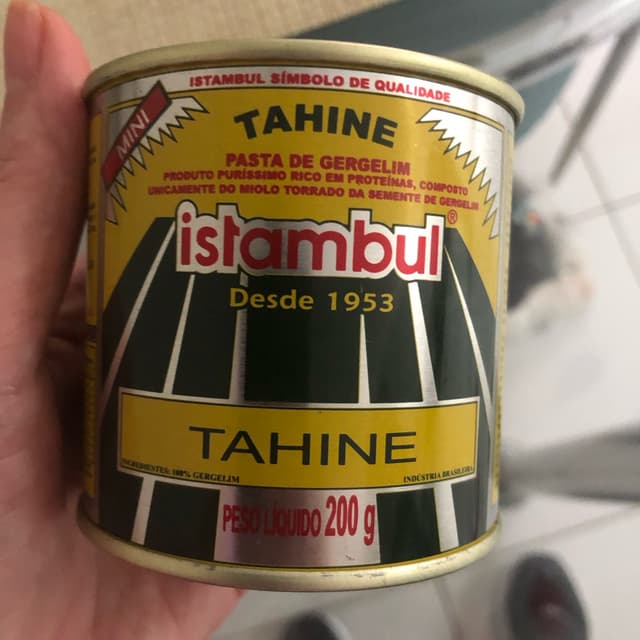 ISTAMBUL SÍMBOLO DE QUALIDADE
MINI
TAHINE
PASTA DE GERGELIM
PRODUTO PURÍSSIMO RICO EM PROTEÍNAS, COMPOSTO
UNICAMENTE DO MIOLO TORRADO DA SEMENTE DE GERGELIM
istambul®
Desde 1953
TAHINE
INGREDIENTES: 100% GERGELIM
INDÚSTRIA BRASILEIRA
PESO LÍQUIDO 200 g